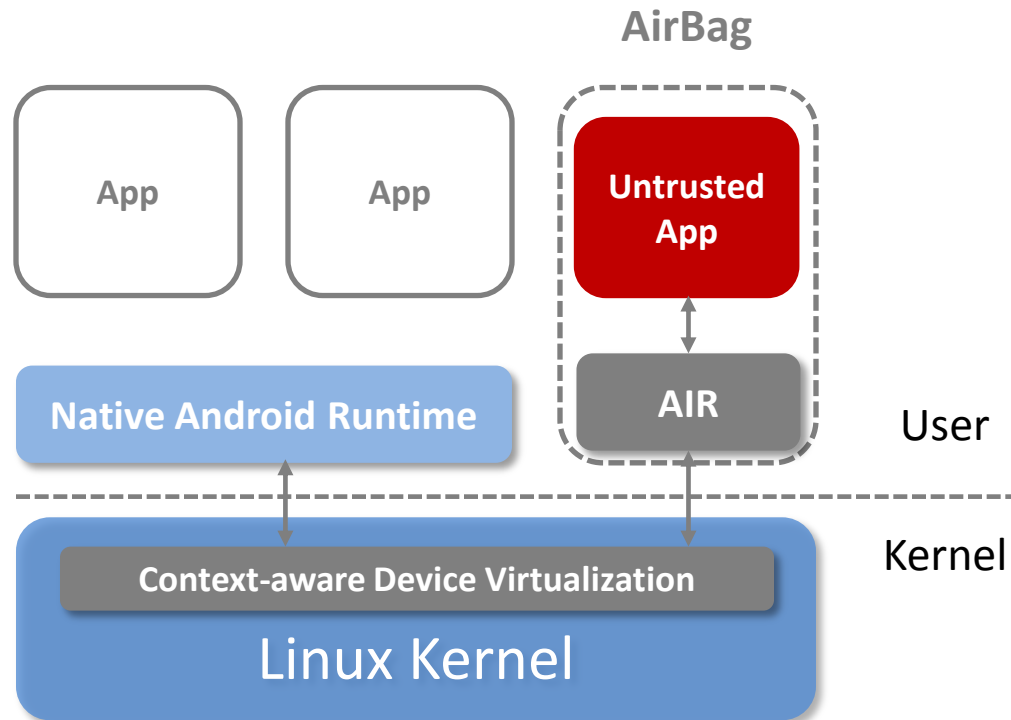 AirBag
App
App
Untrusted
App
Native Android Runtime
AIR
User
Kernel
Context-aware Device Virtualization
Linux Kernel